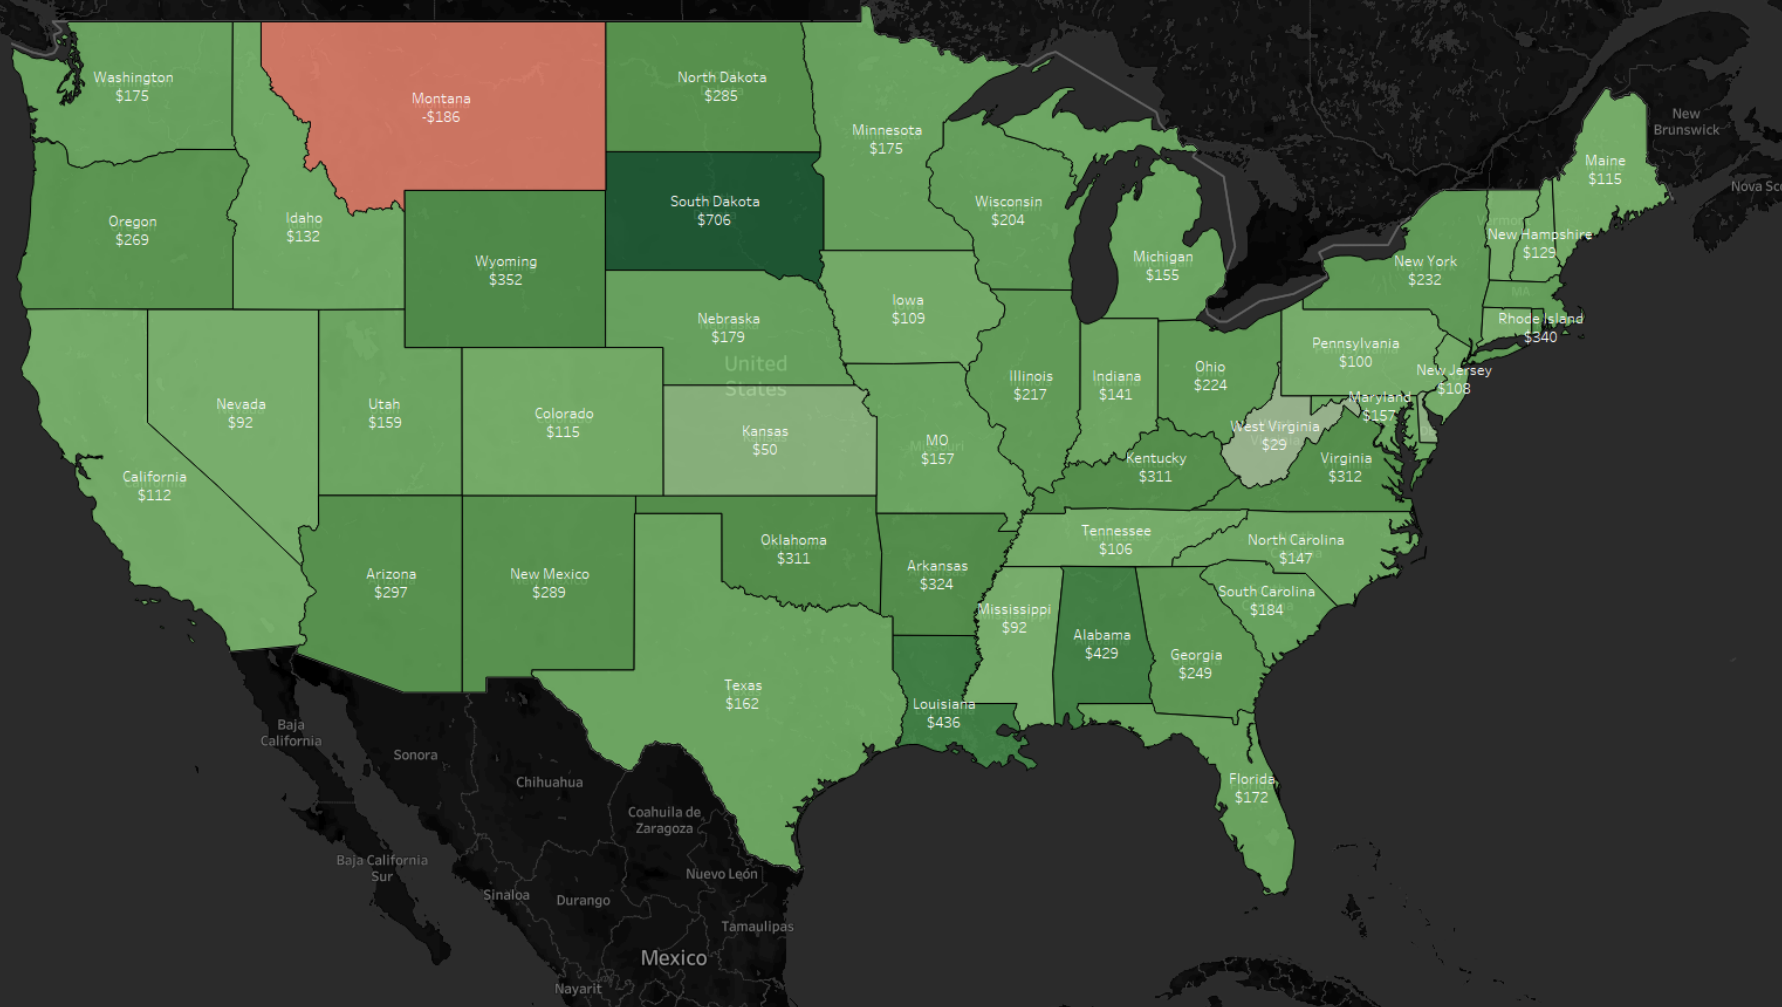 Washington
$175
Montana
-$186
North Dakota
$285
Minnesota
$175
New
Brunswick
Maine
$115
Nova Sc
Oregon
$269
Idaho
$132
Wyoming
$352
South Dakota
$706
Wisconsin
$204
Michigan
$155
New York
$232
Vermon
New Hampshire
$129
MA
Rhode Island
$340
Nebraska
$179
United
States
Iowa
$109
Illinois
$217
Indiana
$141
Ohio
$224
Pennsylvania
$100
New Jersey
$108
Maryland
$157
West Virginia
$29
Virginia
$312
Nevada
$92
Utah
$159
Colorado
$115
Kansas
$50
MO
$157
Kentucky
$311
California
$112
Arizona
$297
New Mexico
$289
Oklahoma
$311
Arkansas
$324
Tennessee
$106
North Carolina
$147
South Carolina
$184
Mississippi
$92
Alabama
$429
Georgia
$249
Texas
$162
Louisiana
$436
Florida
$172
Baja
California
Sonora
Chihuahua
Coahuila de
Zaragoza
Baja California
Sur
Sinaloa
Durango
Nuevo León
Tamaulipas
Mexico
Nayarit